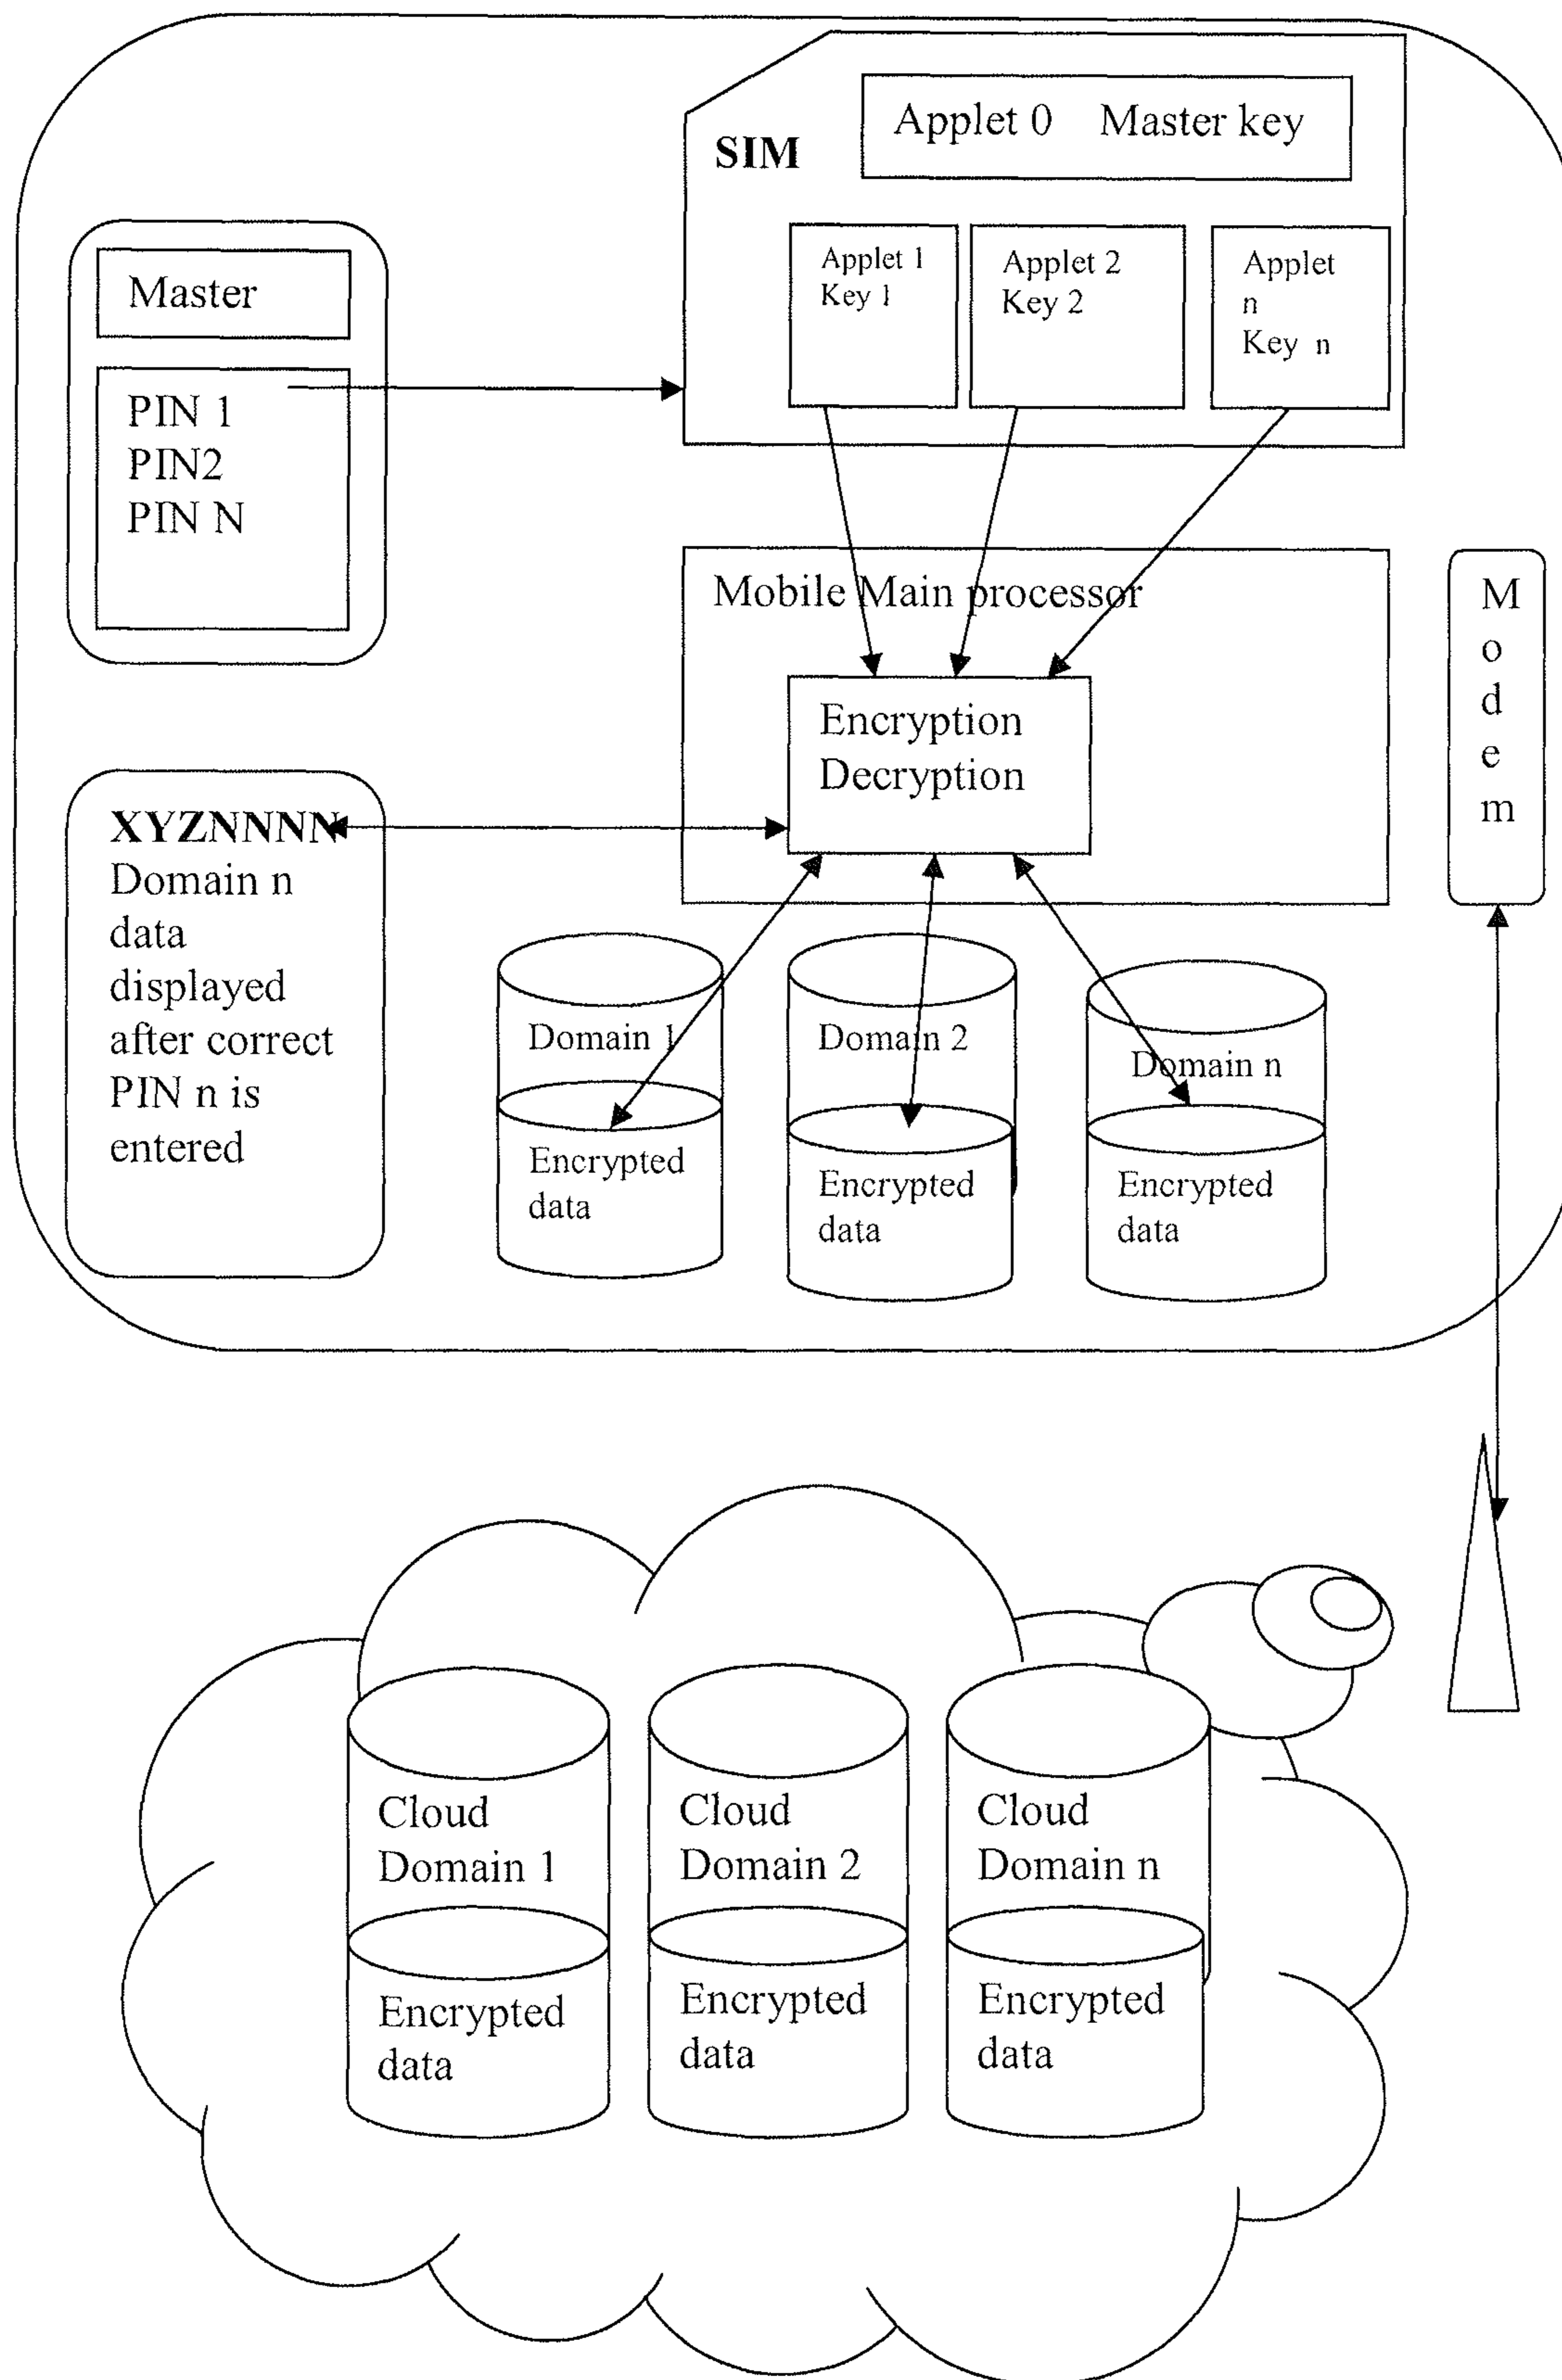 Applet 0 Master key
SIM
Applet 1
Key 1
Applet 2
Key 2
Applet
n
Key n
Master
PIN 1
PIN2
PIN N
Mobile Main processor
Encryption
Decryption
M
o
d
e
m
XYZNNNN
Domain n
data
displayed
after correct
PIN n is
entered
Domain 1
Encrypted
data
Domain 2
Encrypted
data
Domain n
Encrypted
data
Cloud
Domain 1
Encrypted
data
Cloud
Domain 2
Encrypted
data
Cloud
Domain n
Encrypted
data